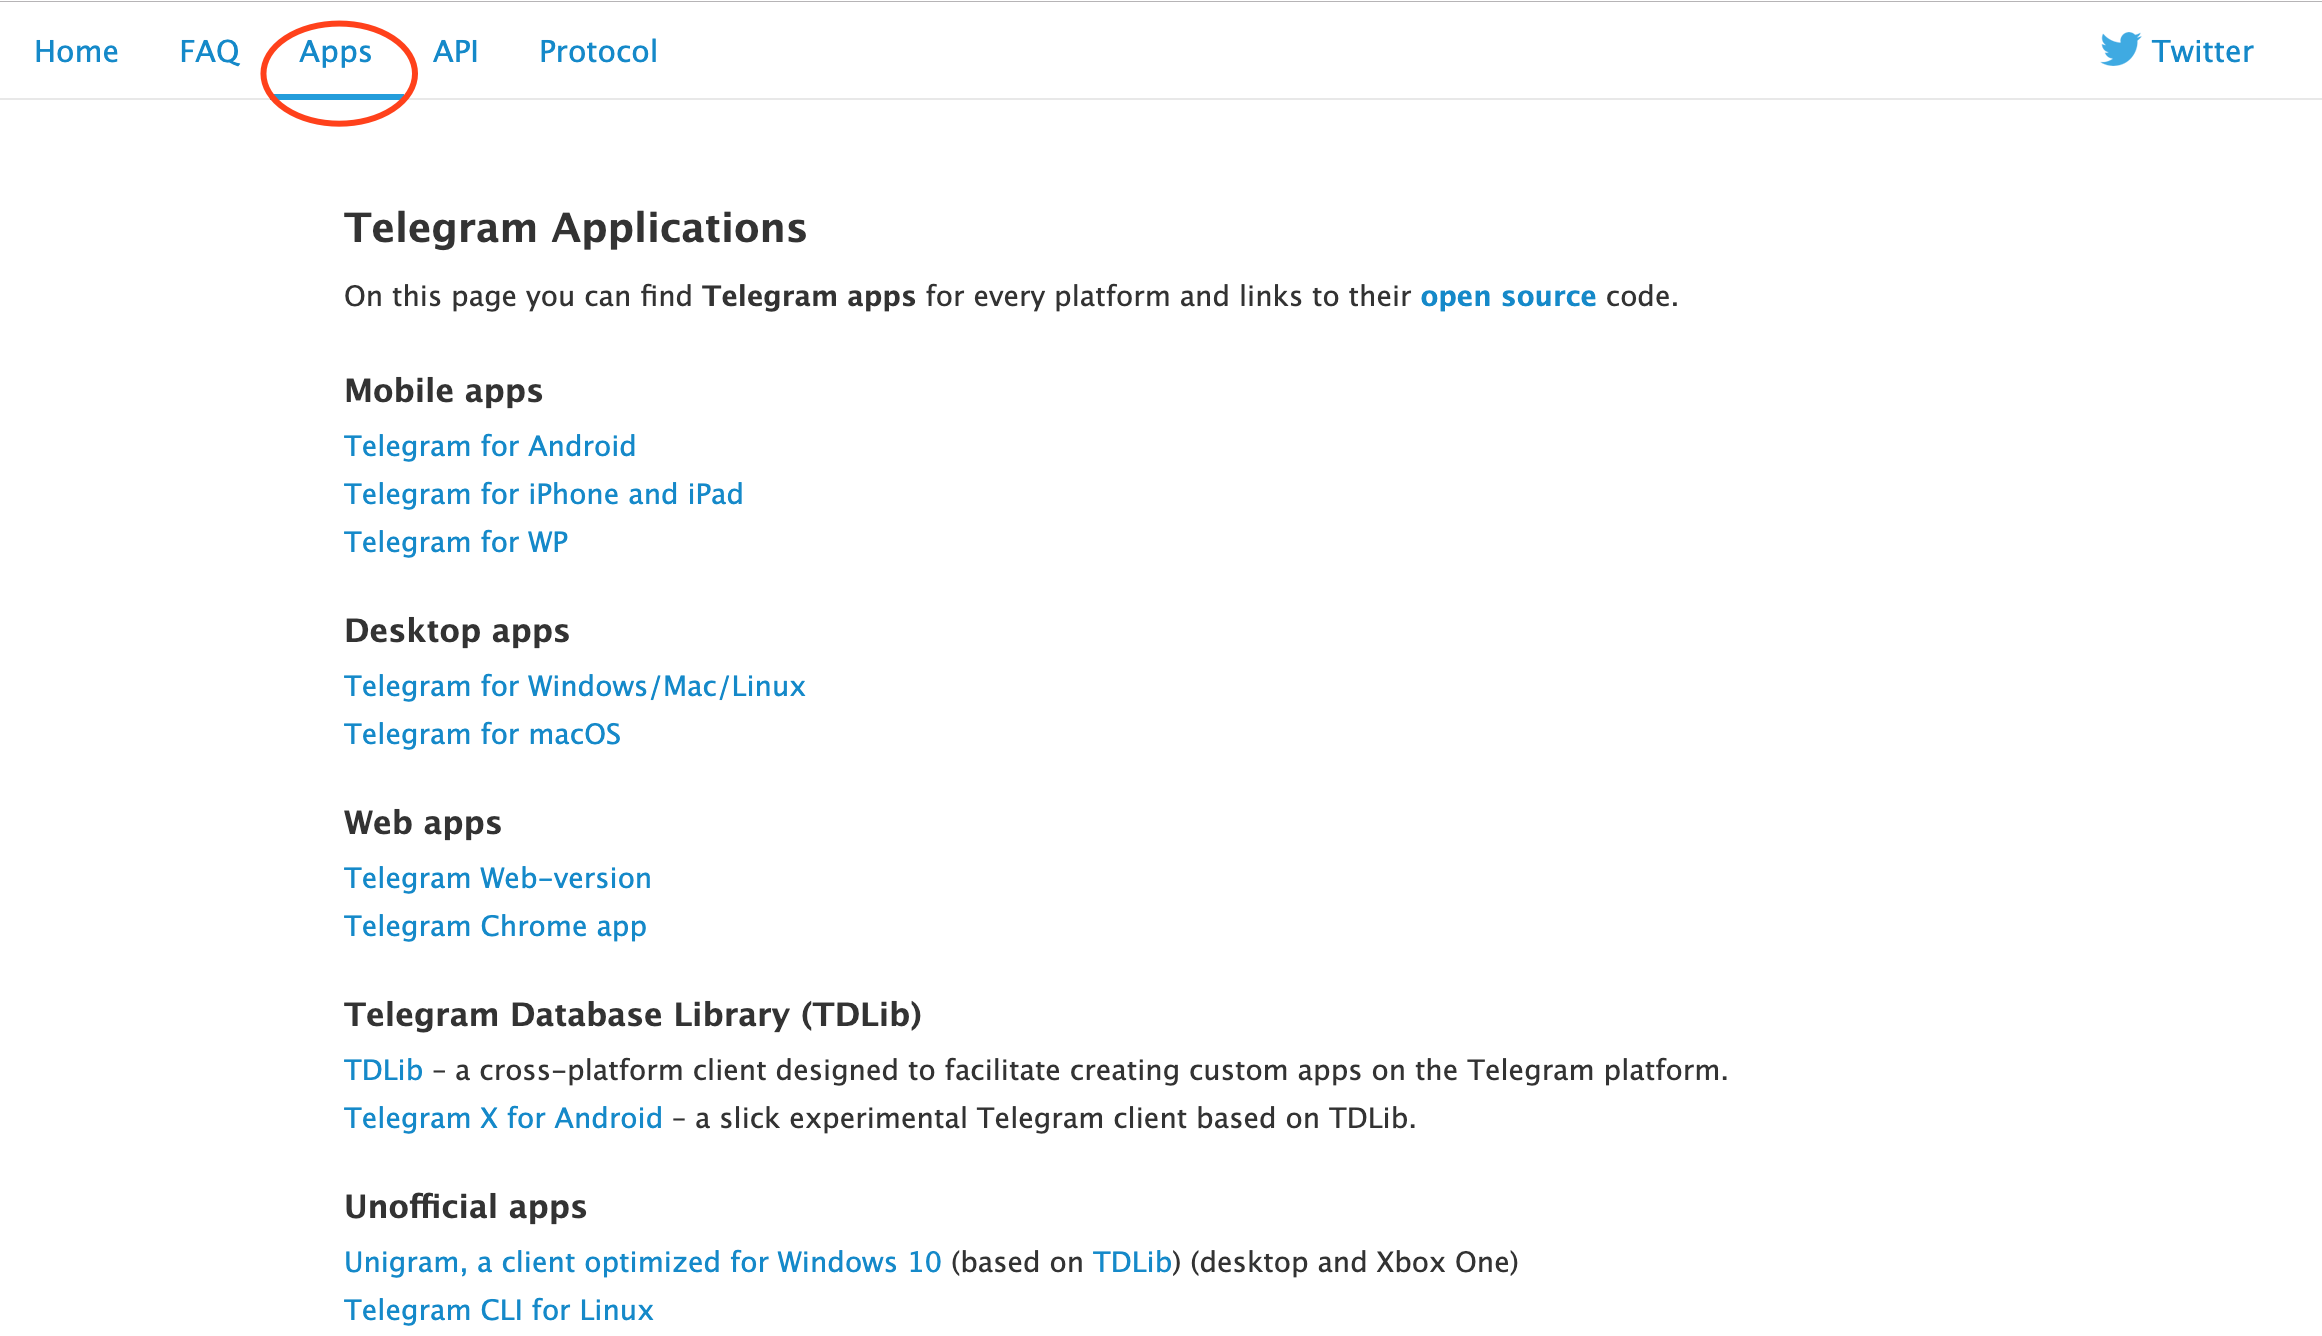 Home FAQ Apps API Protocol Twitter
Telegram Applications
On this page you can find Telegram apps for every platform and links to their open source code.
Mobile apps
Telegram for Android
Telegram for iPhone and iPad
Telegram for WP
Desktop apps
Telegram for Windows/Mac/Linux
Telegram for macOS
Web apps
Telegram Web-version
Telegram Chrome app
Telegram Database Library (TDLib)
TDLib – a cross-platform client designed to facilitate creating custom apps on the Telegram platform.
Telegram X for Android – a slick experimental Telegram client based on TDLib.
Unofficial apps
Unigram, a client optimized for Windows 10 (based on TDLib) (desktop and Xbox One)
Telegram CLI for Linux